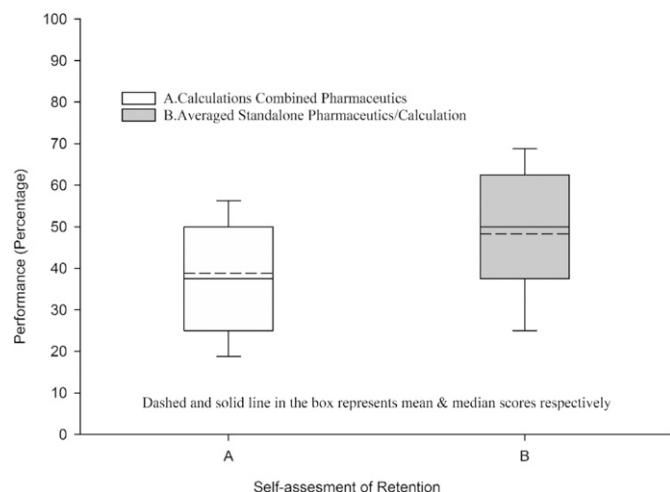 100
90
80
70
60
50
40
30
20
10
0
Performance (Percentage)
A.Calculations Combined Pharmaceutics
B.Averaged Standalone Pharmaceutics/Calculation
Dashed and solid line in the box represents mean & median scores respectively
A
B
Self-assesment of Retention